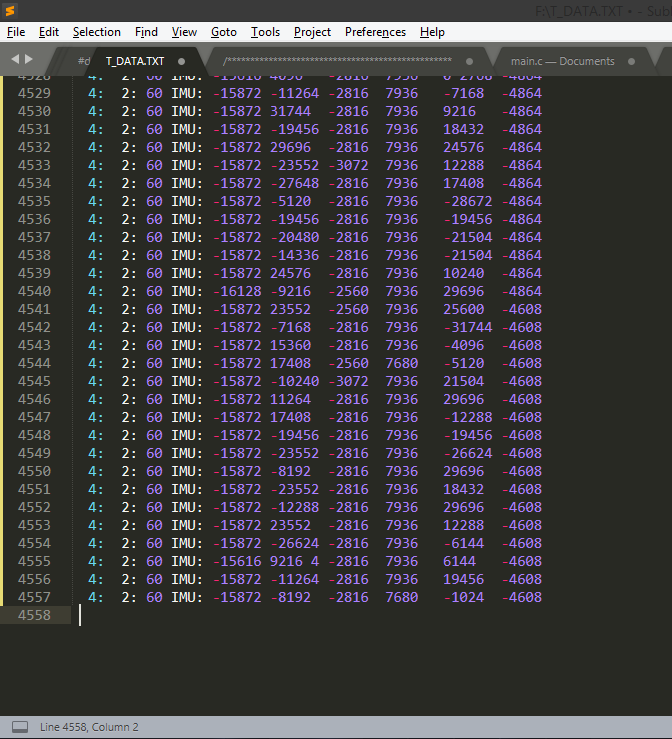 F:\T_DATA.TXT • - Subl
File Edit Selection Find View Goto Tools Project Preferences Help
#d T_DATA.TXT /************************************************** main.c — Documents
4529 4: 2: 60 IMU: -15872 -11264 -2816 7936 -7168 -4864
4530 4: 2: 60 IMU: -15872 31744 -2816 7936 9216 -4864
4531 4: 2: 60 IMU: -15872 -19456 -2816 7936 18432 -4864
4532 4: 2: 60 IMU: -15872 29696 -2816 7936 24576 -4864
4533 4: 2: 60 IMU: -15872 -23552 -3072 7936 12288 -4864
4534 4: 2: 60 IMU: -15872 -27648 -2816 7936 17408 -4864
4535 4: 2: 60 IMU: -15872 -5120 -2816 7936 -28672 -4864
4536 4: 2: 60 IMU: -15872 -19456 -2816 7936 -19456 -4864
4537 4: 2: 60 IMU: -15872 -20480 -2816 7936 -21504 -4864
4538 4: 2: 60 IMU: -15872 -14336 -2816 7936 -21504 -4864
4539 4: 2: 60 IMU: -15872 24576 -2816 7936 10240 -4864
4540 4: 2: 60 IMU: -16128 -9216 -2560 7936 29696 -4864
4541 4: 2: 60 IMU: -15872 23552 -2560 7936 25600 -4608
4542 4: 2: 60 IMU: -15872 -7168 -2816 7936 -31744 -4608
4543 4: 2: 60 IMU: -15872 15360 -2816 7936 -4096 -4608
4544 4: 2: 60 IMU: -15872 17408 -2560 7680 -5120 -4608
4545 4: 2: 60 IMU: -15872 -10240 -3072 7936 21504 -4608
4546 4: 2: 60 IMU: -15872 11264 -2816 7936 29696 -4608
4547 4: 2: 60 IMU: -15872 17408 -2816 7936 -12288 -4608
4548 4: 2: 60 IMU: -15872 -19456 -2816 7936 -19456 -4608
4549 4: 2: 60 IMU: -15872 -23552 -2816 7936 -26624 -4608
4550 4: 2: 60 IMU: -15872 -8192 -2816 7936 29696 -4608
4551 4: 2: 60 IMU: -15872 -23552 -2816 7936 18432 -4608
4552 4: 2: 60 IMU: -15872 -12288 -2816 7936 29696 -4608
4553 4: 2: 60 IMU: -15872 23552 -2816 7936 12288 -4608
4554 4: 2: 60 IMU: -15872 -26624 -2816 7936 -6144 -4608
4555 4: 2: 60 IMU: -15616 9216 4 -2816 7936 6144 -4608
4556 4: 2: 60 IMU: -15872 -11264 -2816 7936 19456 -4608
4557 4: 2: 60 IMU: -15872 -8192 -2816 7680 -1024 -4608
4558
Line 4558, Column 2